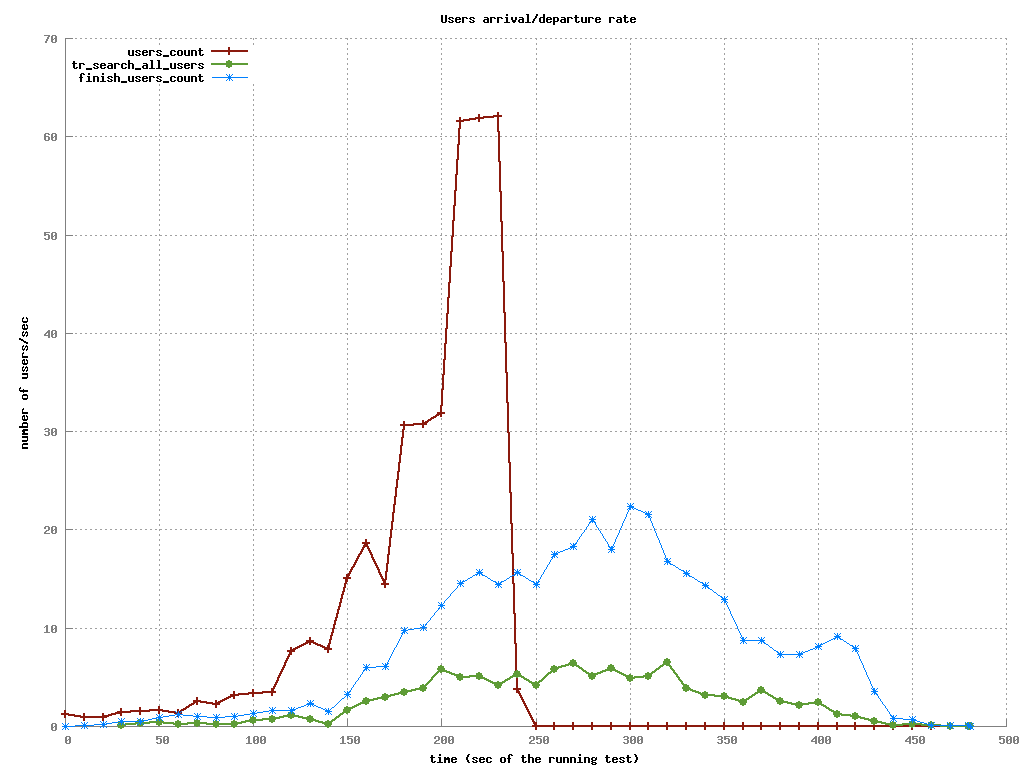 Users arrival/departure rate
70
users_count
tr_search_all_users
finish_users_count
60
50
40
30
20
10
0
number of users/sec
0 50 100 150 200 250 300 350 400 450 500
time (sec of the running test)